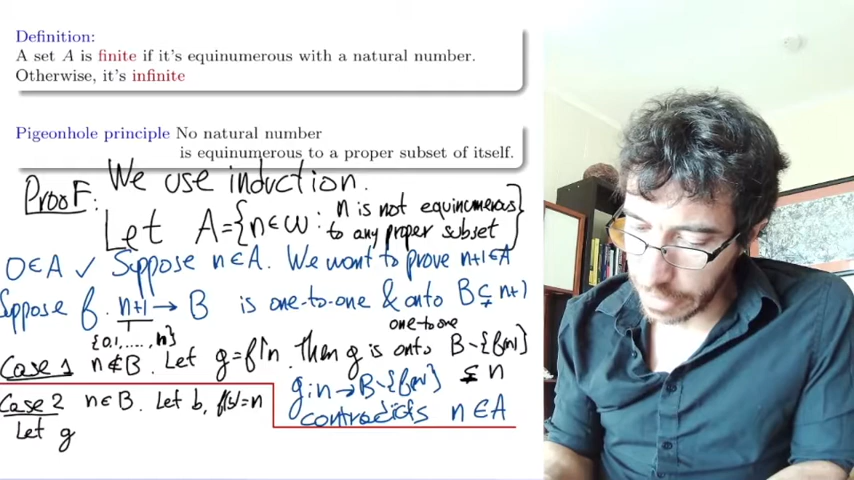 Definition:
A set A is finite if it's equinumerous with a natural number.
Otherwise, it's infinite
Pigeonhole principle No natural number
is equinumerous to a proper subset of itself.
Proof: We use induction.
Let A={n∈ω: n is not equinumerous
to any proper subset}
0∈A ✓ Suppose n∈A. We want to prove n+1∈A
Suppose f. n+1→B is one-to-one & onto B⊊n+1
{0,1,...,n}
one-to-one
Case 1 n∉B. Let g=f↾n. Then g is onto B~{f(n)}
⊊ n
g:n→B~{f(n)}
contradicts n∈A
Case 2 n∈B. Let b, f(b)=n
Let g